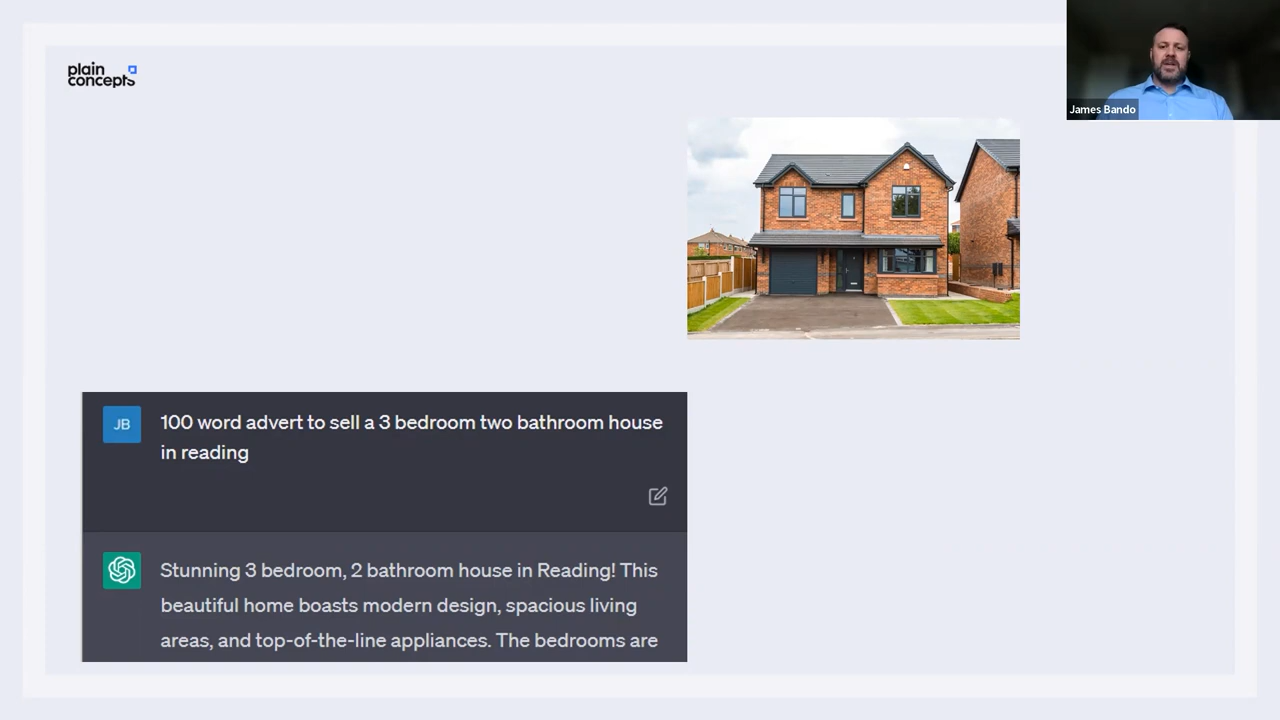 plain
concepts
James Bando
JB
100 word advert to sell a 3 bedroom two bathroom house
in reading
Stunning 3 bedroom, 2 bathroom house in Reading! This
beautiful home boasts modern design, spacious living
areas, and top-of-the-line appliances. The bedrooms are